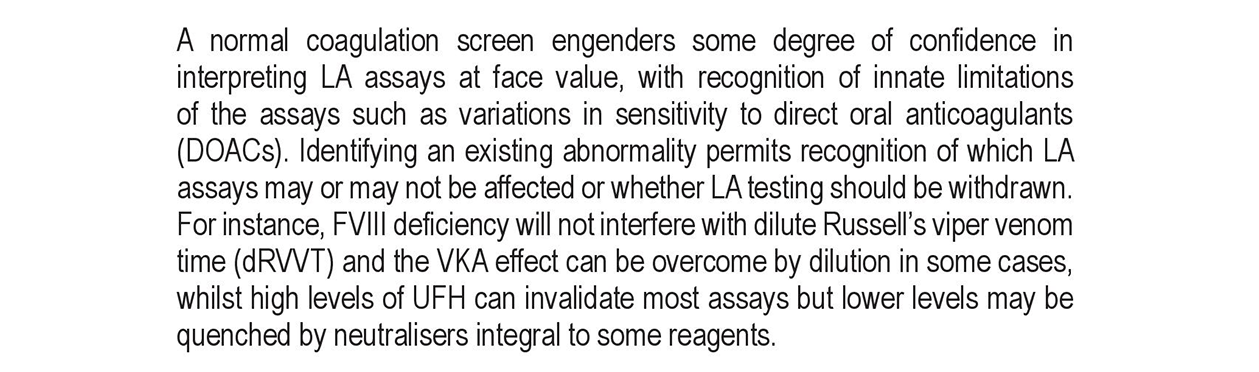 A normal coagulation screen engenders some degree of confidence in
interpreting LA assays at face value, with recognition of innate limitations
of the assays such as variations in sensitivity to direct oral anticoagulants
(DOACs). Identifying an existing abnormality permits recognition of which LA
assays may or may not be affected or whether LA testing should be withdrawn.
For instance, FVIII deficiency will not interfere with dilute Russell’s viper venom
time (dRVVT) and the VKA effect can be overcome by dilution in some cases,
whilst high levels of UFH can invalidate most assays but lower levels may be
quenched by neutralisers integral to some reagents.